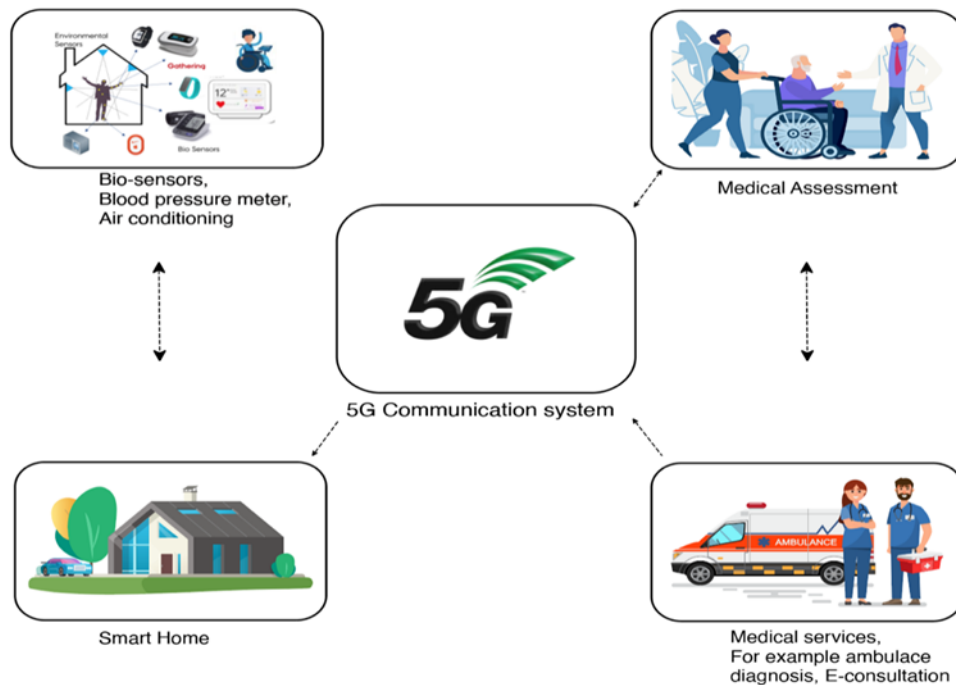 Environmental
Sensors
Gathering
12
Bio Sensors
Bio-sensors,
Blood pressure meter,
Air conditioning
Medical Assessment
5G
5G Communication system
Smart Home
AMBULANCE
Medical services,
For example ambulace
diagnosis, E-consultation